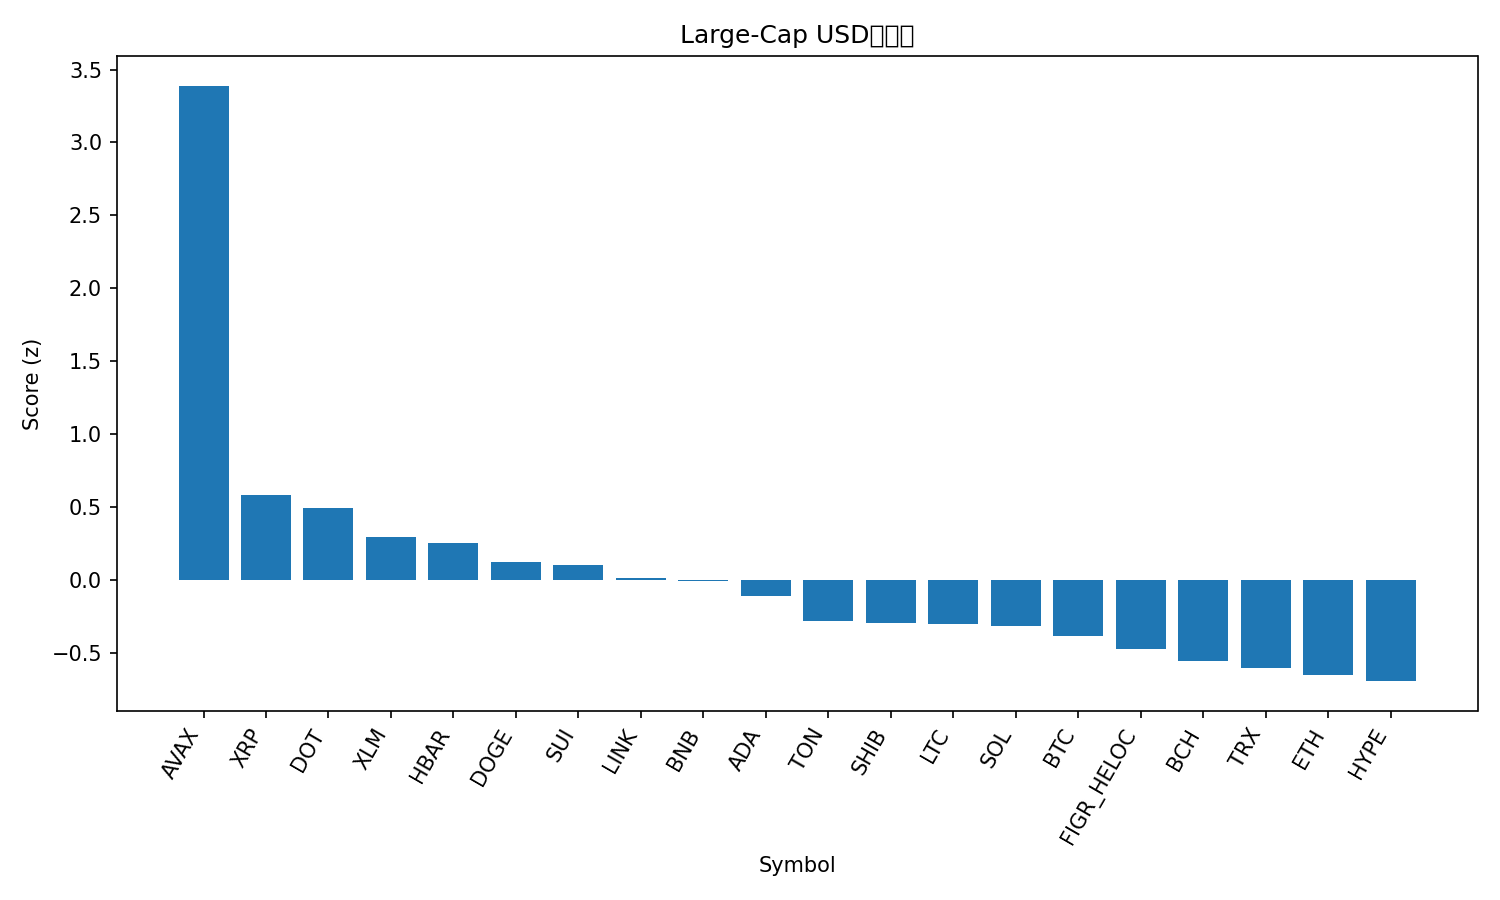 Large-Cap USD
3.5
3.0
2.5
2.0
1.5
1.0
0.5
0.0
−0.5
Score (z)
AVAX
XRP
DOT
XLM
HBAR
DOGE
SUI
LINK
BNB
ADA
TON
SHIB
LTC
SOL
BTC
FIGR_HELOC
BCH
TRX
ETH
HYPE
Symbol